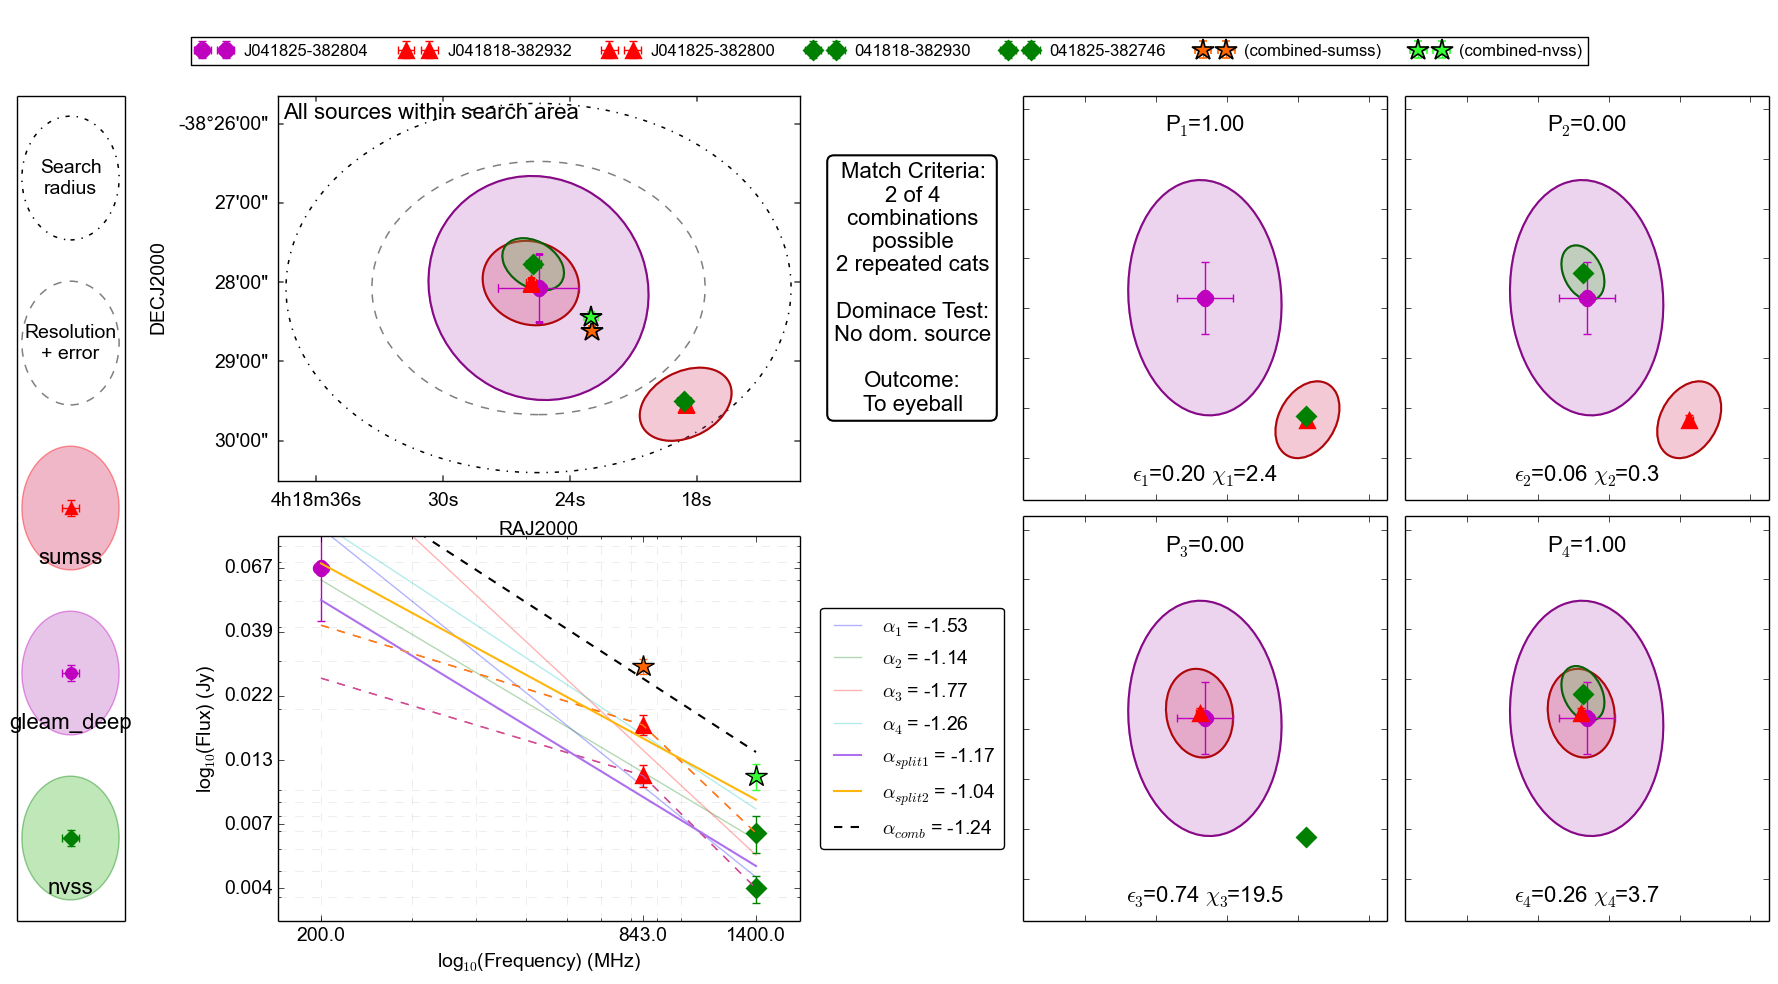 J041825-382804 J041818-382932 J041825-382800 041818-382930 041825-382746 (combined-sumss) (combined-nvss)
Search
radius
Resolution
+ error
sumss
gleam_deep
nvss
All sources within search area
DECJ2000
-38°26'00"
27'00"
28'00"
29'00"
30'00"
4h18m36s 30s 24s 18s
RAJ2000
Match Criteria:
2 of 4
combinations
possible
2 repeated cats
Dominace Test:
No dom. source
Outcome:
To eyeball
P1=1.00
ϵ1=0.20 χ1=2.4
P2=0.00
ϵ2=0.06 χ2=0.3
log10(Flux) (Jy)
0.067
0.039
0.022
0.013
0.007
0.004
200.0 843.0 1400.0
log10(Frequency) (MHz)
α1 = -1.53
α2 = -1.14
α3 = -1.77
α4 = -1.26
αsplit1 = -1.17
αsplit2 = -1.04
αcomb = -1.24
P3=0.00
ϵ3=0.74 χ3=19.5
P4=1.00
ϵ4=0.26 χ4=3.7